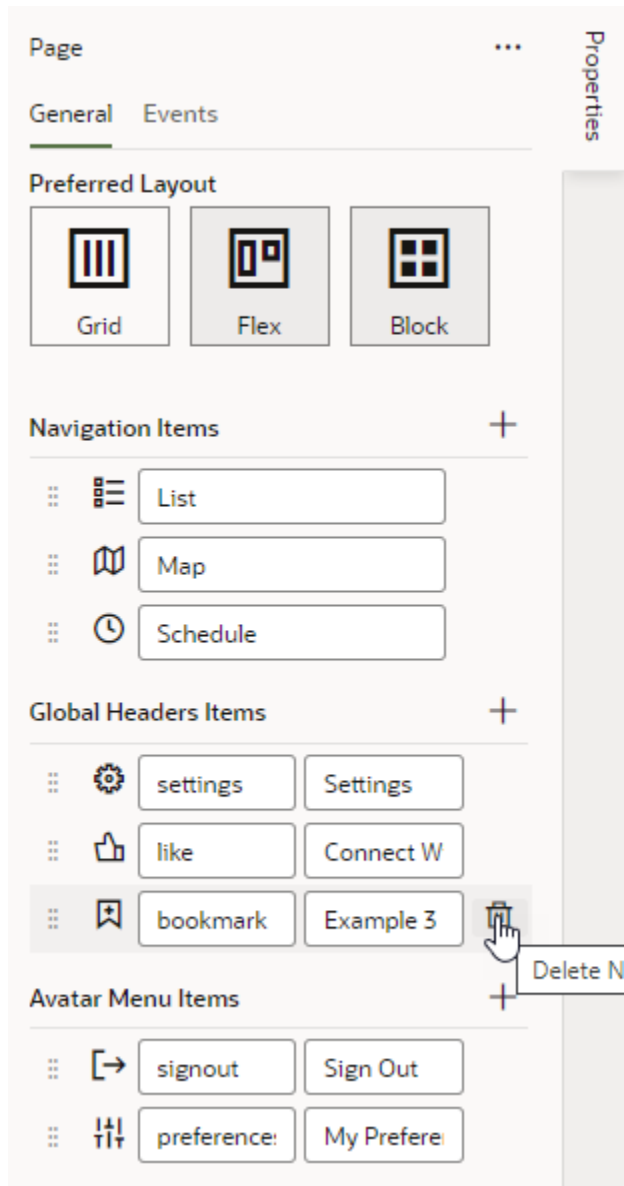 Page
Properties
General Events
Preferred Layout
Grid Flex Block
Navigation Items
List
Map
Schedule
Global Headers Items
settings Settings
like Connect W
bookmark Example 3
Delete N
Avatar Menu Items
signout Sign Out
preference: My Prefere